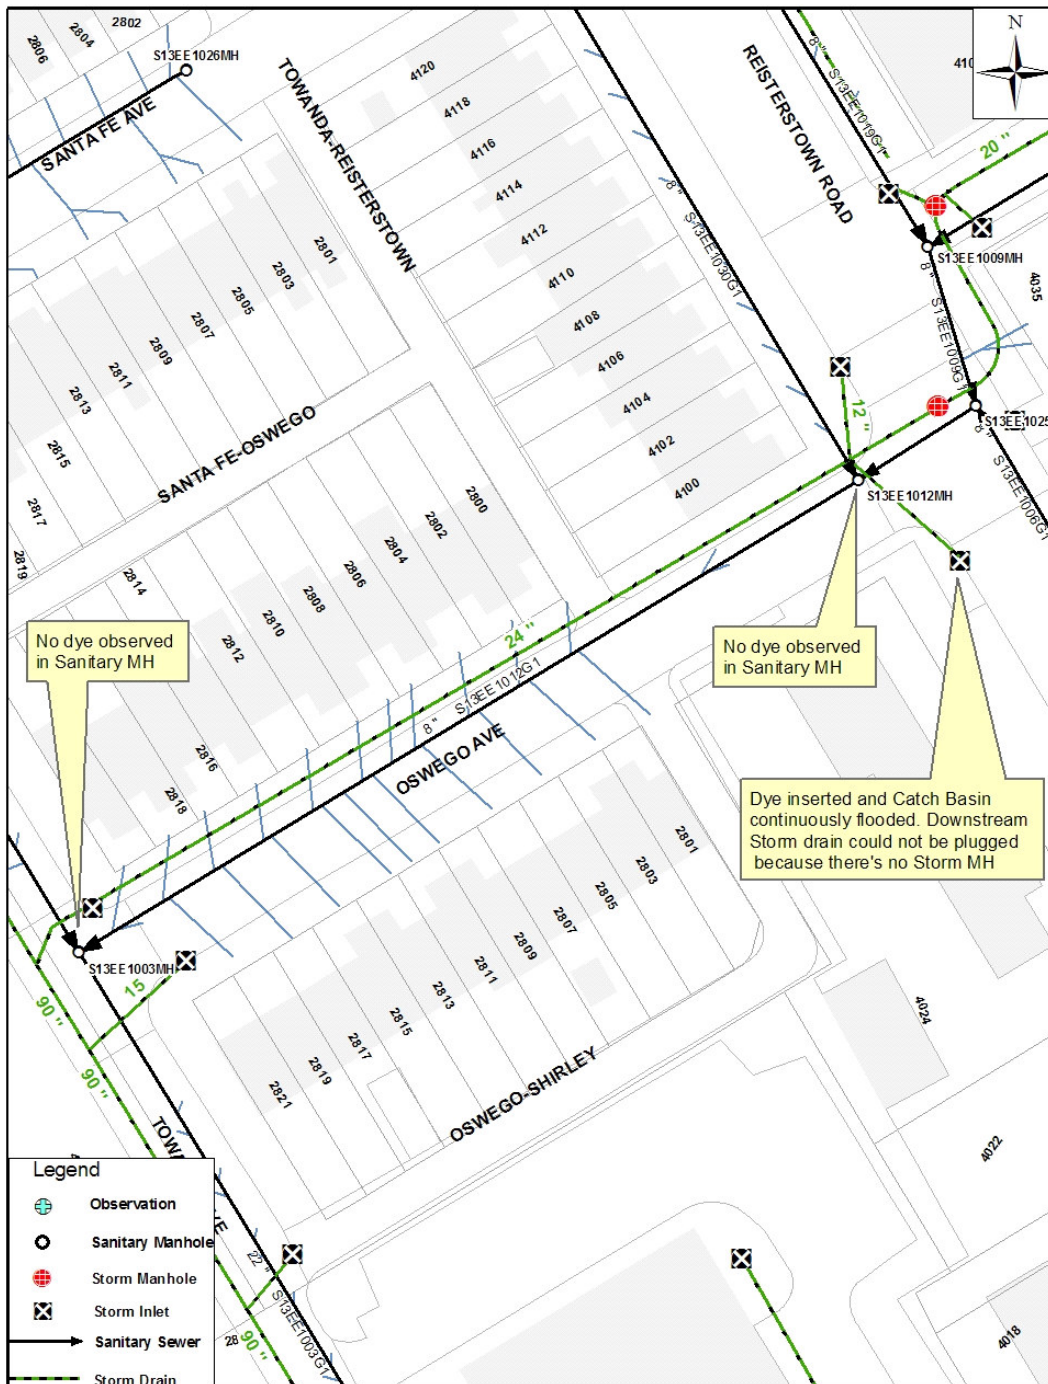 2802
2804
2806
S13EE1026MH
SANTA FE AVE
TOWANDA-REISTERSTOWN
4120
4118
4116
4114
4112
4110
4108
4106
4104
4102
4100
REISTERSTOWN ROAD
8 "
S13EE1019G1
N
20 "
8 "
S13EE1030G1
S13EE1009MH
8 "
S13EE1009G1
4035
2801
2803
2805
2807
2809
2811
2813
2815
2817
2819
SANTA FE-OSWEGO
12 "
S13EE1025
S13EE1006G1
S13EE1012MH
2800
2802
2804
2806
2808
2810
2812
2814
2816
2818
No dye observed
in Sanitary MH
24 "
8 "
S13EE1012G1
OSWEGO AVE
No dye observed
in Sanitary MH
Dye inserted and Catch Basin
continuously flooded. Downstream
Storm drain could not be plugged
because there's no Storm MH
2801
2803
2805
2807
2809
2811
2813
2815
2817
2819
2821
S13EE1003MH
15
90 "
90 "
OSWEGO-SHIRLEY
4024
4022
4018
22 "
S13EE1003G1
90 "
28
Legend
Observation
Sanitary Manhole
Storm Manhole
Storm Inlet
Sanitary Sewer
Storm Drain